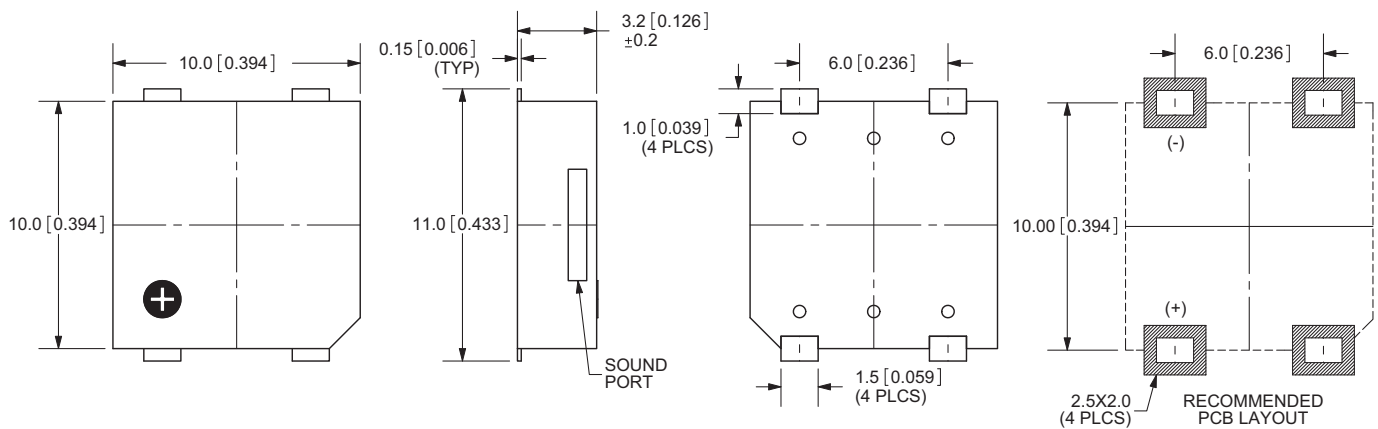 10.0 [0.394]
10.0 [0.394]
0.15 [0.006]
(TYP)
3.2 [0.126]
±0.2
11.0 [0.433]
SOUND
PORT
6.0 [0.236]
1.0 [0.039]
(4 PLCS)
1.5 [0.059]
(4 PLCS)
6.0 [0.236]
(-)
10.00 [0.394]
(+)
2.5X2.0
(4 PLCS)
RECOMMENDED
PCB LAYOUT